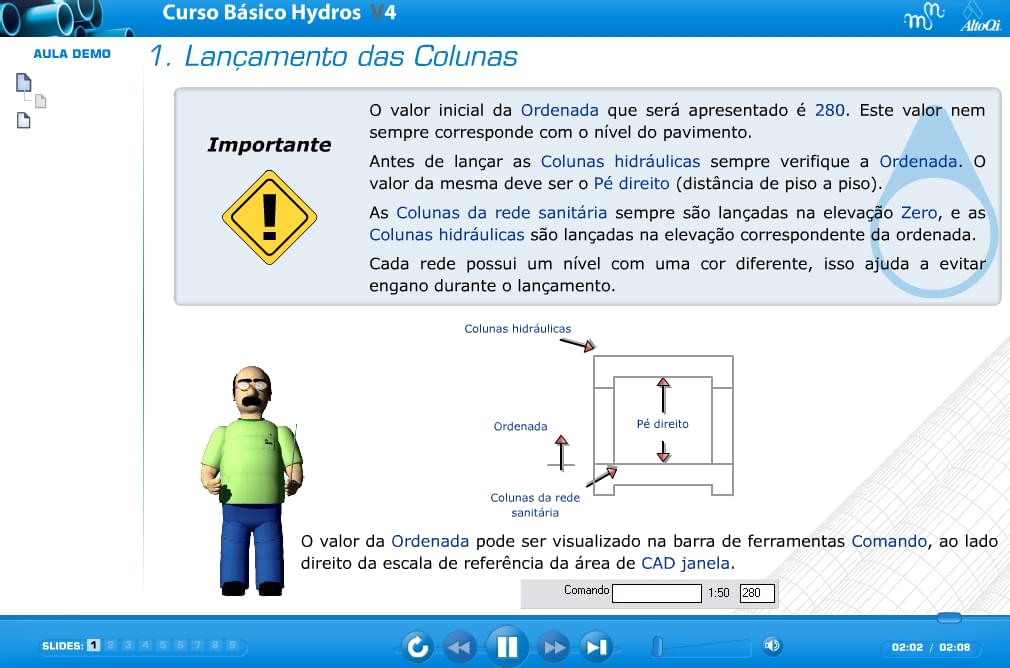 Curso Básico Hydros V4
AltoQi
AULA DEMO
1. Lançamento das Colunas
Importante
O valor inicial da Ordenada que será apresentado é 280. Este valor nem
sempre corresponde com o nível do pavimento.
Antes de lançar as Colunas hidráulicas sempre verifique a Ordenada. O
valor da mesma deve ser o Pé direito (distância de piso a piso).
As Colunas da rede sanitária sempre são lançadas na elevação Zero, e as
Colunas hidráulicas são lançadas na elevação correspondente da ordenada.
Cada rede possui um nível com uma cor diferente, isso ajuda a evitar
engano durante o lançamento.
Colunas hidráulicas
Ordenada
Pé direito
Colunas da rede
sanitária
O valor da Ordenada pode ser visualizado na barra de ferramentas Comando, ao lado
direito da escala de referência da área de CAD janela.
Comando 1:50 280
SLIDES: 1 2 3 4 5 6 7 8 9
02:02 / 02:08